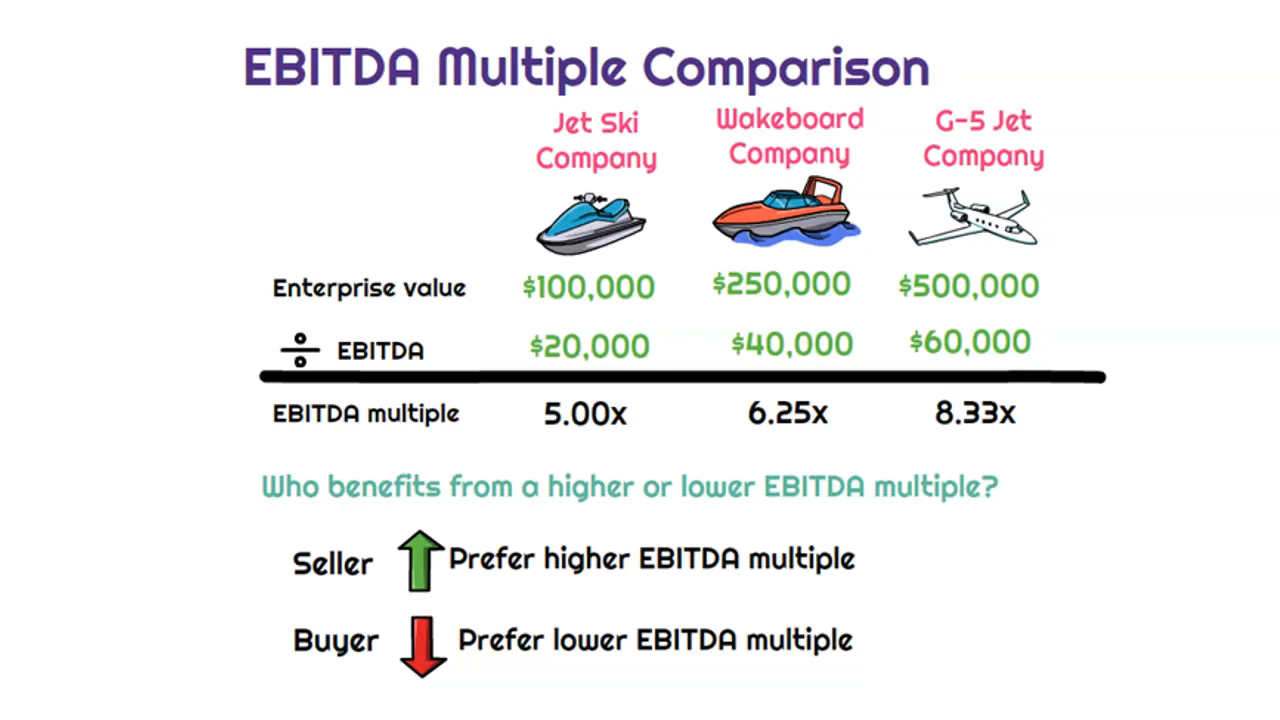 EBITDA Multiple Comparison
Jet Ski Company
Wakeboard Company
G-5 Jet Company
Enterprise value $100,000 $250,000 $500,000
÷ EBITDA $20,000 $40,000 $60,000
EBITDA multiple 5.00x 6.25x 8.33x
Who benefits from a higher or lower EBITDA multiple?
Seller Prefer higher EBITDA multiple
Buyer Prefer lower EBITDA multiple